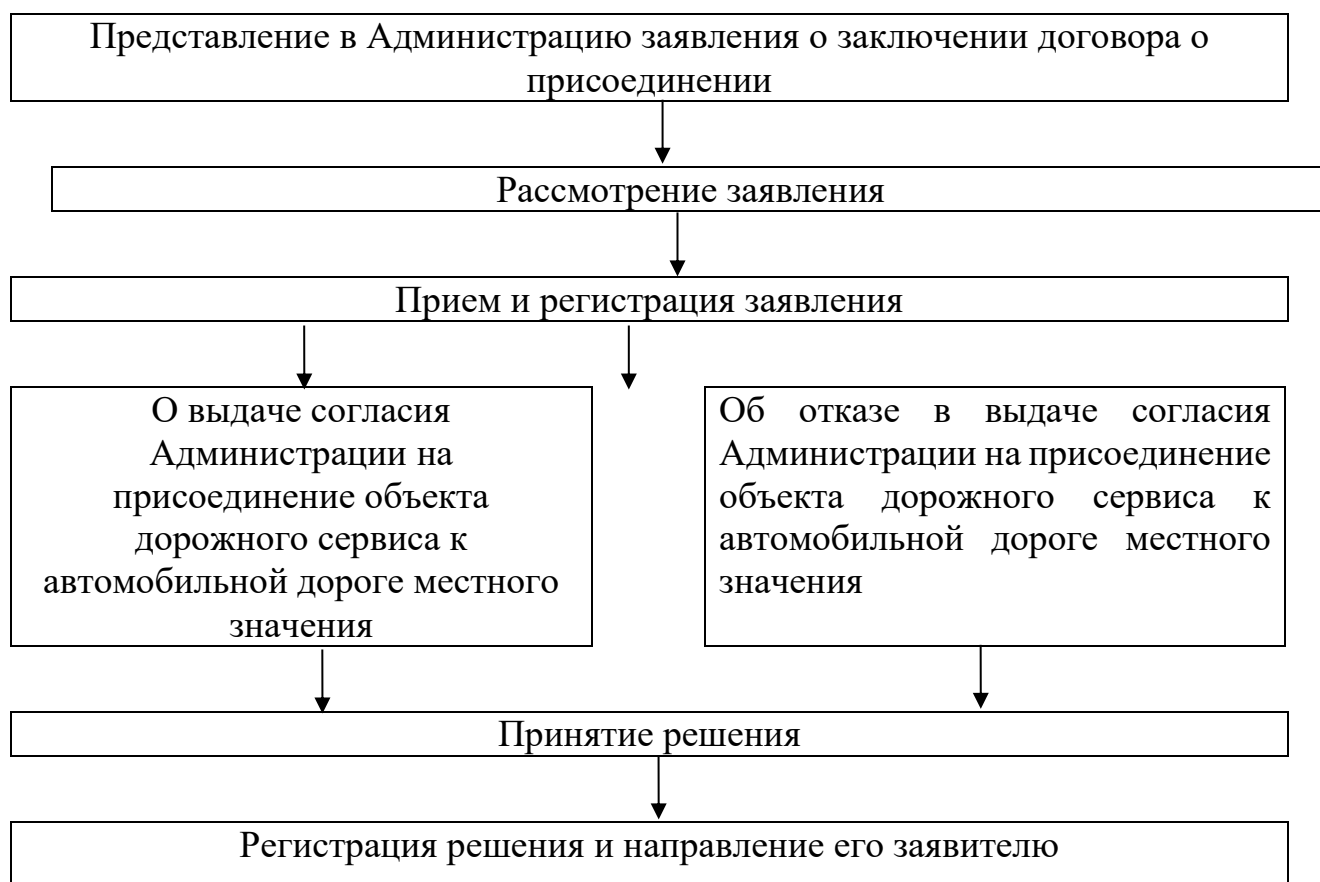 Представление в Администрацию заявления о заключении договора о
присоединении
Рассмотрение заявления
Прием и регистрация заявления
О выдаче согласия
Администрации на
присоединение объекта
дорожного сервиса к
автомобильной дороге местного
значения
Об отказе в выдаче согласия
Администрации на присоединение
объекта дорожного сервиса к
автомобильной дороге местного
значения
Принятие решения
Регистрация решения и направление его заявителю